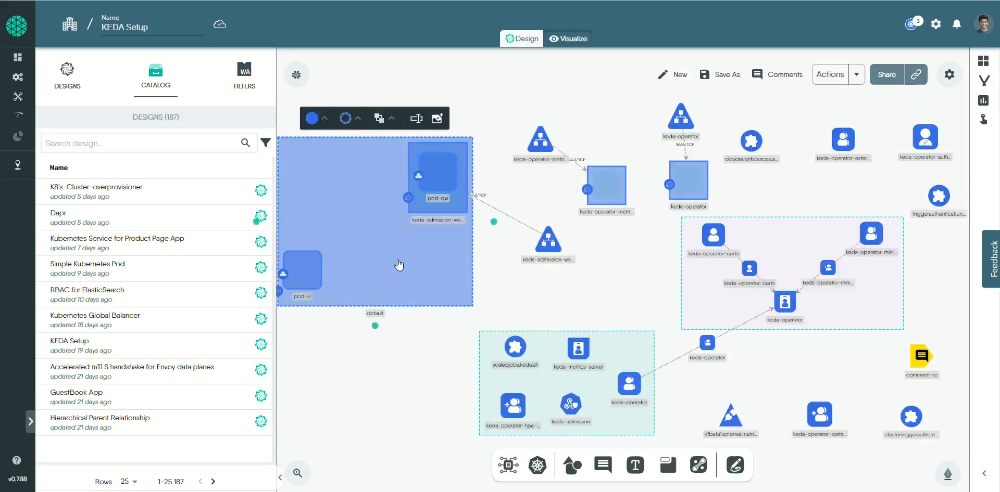 Name
KEDA Setup
Design
Visualize
3
DESIGNS
CATALOG
WA
FILTERS
DESIGNS (187)
Search design...
Name
K8's-Cluster-overprovisioner
updated 5 days ago
Dapr
updated 5 days ago
Kubernetes Service for Product Page App
updated 7 days ago
Simple Kubernetes Pod
updated 9 days ago
RBAC for ElasticSearch
updated 10 days ago
Kubernetes Global Balancer
updated 18 days ago
KEDA Setup
updated 19 days ago
Accelerated mTLS handshake for Envoy data planes
updated 21 days ago
GuestBook App
updated 21 days ago
Hierarchical Parent Relationship
updated 21 days ago
Rows 25 1-25 187
v0.7.88
New
Save As
Comments
Actions
Share
pod-qw
keda-admission-we...
pod-vl
default
443/TCP
keda-operator-metri...
443/TCP
keda-operator-metri...
keda-admission-we...
keda-operator
9666/TCP
keda-operator
cloudeventsources.e...
keda-operator-exter...
keda-operator-auth...
triggerauthentication...
keda-operator-certs
keda-operator-mini...
keda-operator-certs
keda-operator-mini...
keda-operator
keda-operator
scaledjobs.keda.sh
keda-metrics-server
keda-operator
keda-operator-hpa-...
keda-admission
comment-no
v1beta1.external.metri...
keda-operator-syste...
clustertriggerauthent...
T
Feedback